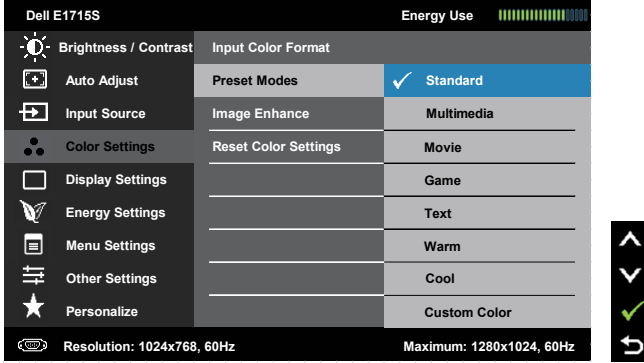 Dell E1715S Energy Use
Brightness / Contrast Input Color Format
Auto Adjust Preset Modes Standard
Input Source Image Enhance Multimedia
Color Settings Reset Color Settings Movie
Display Settings Game
Energy Settings Text
Menu Settings Warm
Other Settings Cool
Personalize Custom Color
Resolution: 1024x768, 60Hz Maximum: 1280x1024, 60Hz